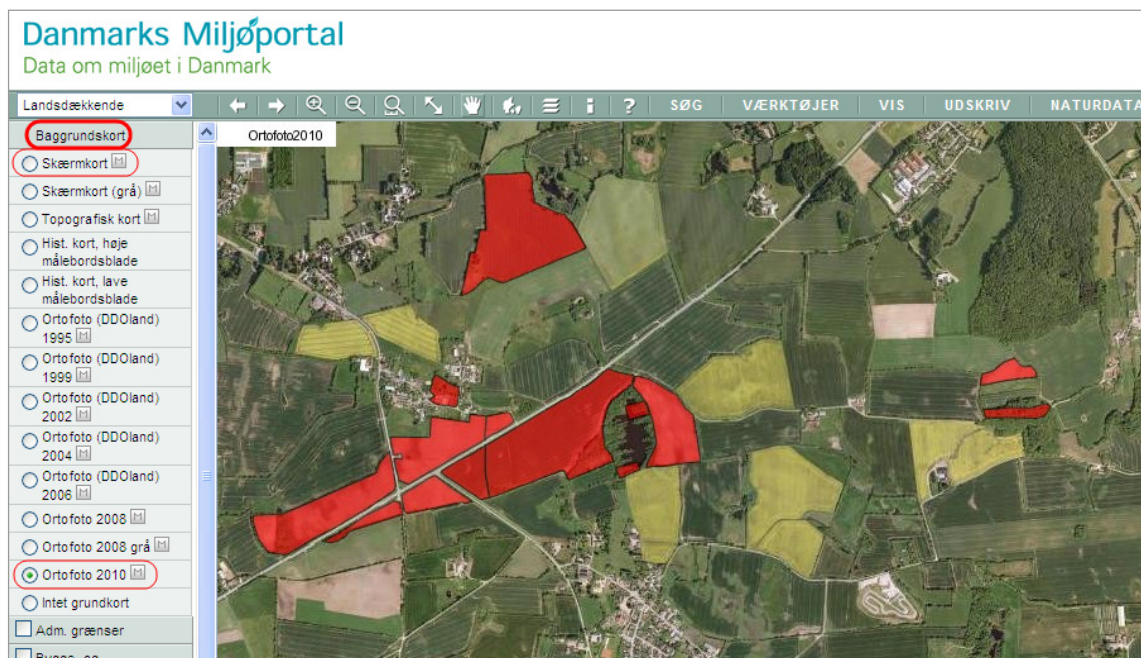 Danmarks Miljøportal
Data om miljøet i Danmark
Landsdækkende
SØG VÆRKTØJER VIS UDSKRIV NATURDATA
Baggrundskort
Ortofoto2010
Skærmkort
Skærmkort (grå)
Topografisk kort
Hist. kort, høje
målebordsblade
Hist. kort, lave
målebordsblade
Ortofoto (DDOland)
1995
Ortofoto (DDOland)
1999
Ortofoto (DDOland)
2002
Ortofoto (DDOland)
2004
Ortofoto (DDOland)
2006
Ortofoto 2008
Ortofoto 2008 grå
Ortofoto 2010
Intet grundkort
Adm. grænser